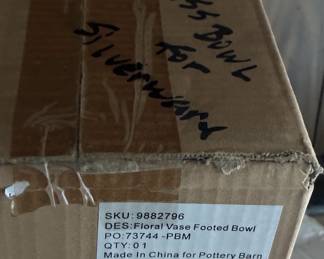 ss BOWL
for
Silverware
SKU: 9882796
DES:Floral Vase Footed Bowl
PO:73744 -PBM
QTY: 01
Made In China for Pottery Barn